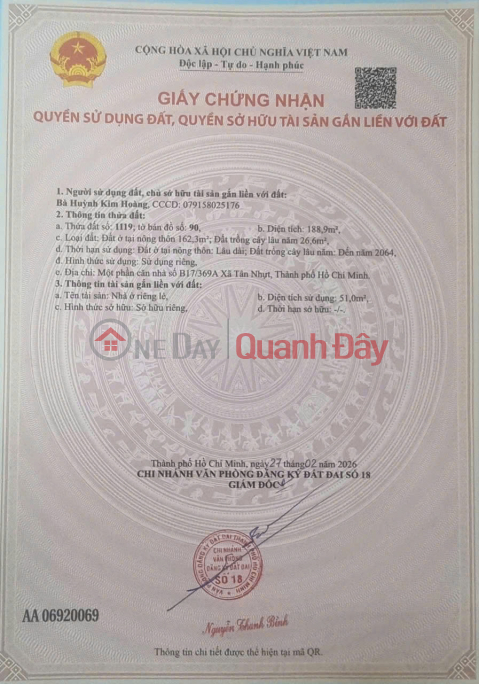 CỘNG HÒA XÃ HỘI CHỦ NGHĨA VIỆT NAM
Độc lập - Tự do - Hạnh phúc
GIẤY CHỨNG NHẬN
QUYỀN SỬ DỤNG ĐẤT, QUYỀN SỞ HỮU TÀI SẢN GẮN LIỀN VỚI ĐẤT
1. Người sử dụng đất, chủ sở hữu tài sản gắn liền với đất:
Bà Huỳnh Kim Hoàng, CCCD: 079158025176
2. Thông tin thửa đất:
a. Thửa đất số: 1119; tờ bản đồ số: 90, b. Diện tích: 188,9m²,
c. Loại đất: Đất ở tại nông thôn 162,3m²; Đất trồng cây lâu năm 26,6m²,
d. Thời hạn sử dụng: Đất ở tại nông thôn: Lâu dài; Đất trồng cây lâu năm: Đến năm 2064,
đ. Hình thức sử dụng: Sử dụng riêng,
e. Địa chỉ: Một phần căn nhà số B17/369A Xã Tân Nhựt, Thành phố Hồ Chí Minh.
3. Thông tin tài sản gắn liền với đất:
a. Tên tài sản: Nhà ở riêng lẻ, b. Diện tích sử dụng: 51,0m²,
c. Hình thức sở hữu: Sở hữu riêng, d. Thời hạn sở hữu: -/-.
ONE DAY Quanh Đây
Thành phố Hồ Chí Minh, ngày 27 tháng 02 năm 2026
CHI NHÁNH VĂN PHÒNG ĐĂNG KÝ ĐẤT ĐAI SỐ 18
GIÁM ĐỐC
CHI NHÁNH
VĂN PHÒNG
ĐĂNG KÝ ĐẤT ĐAI
SỐ 18
AA 06920069
Nguyễn Thanh Bình
Thông tin chi tiết được thể hiện tại mã QR.